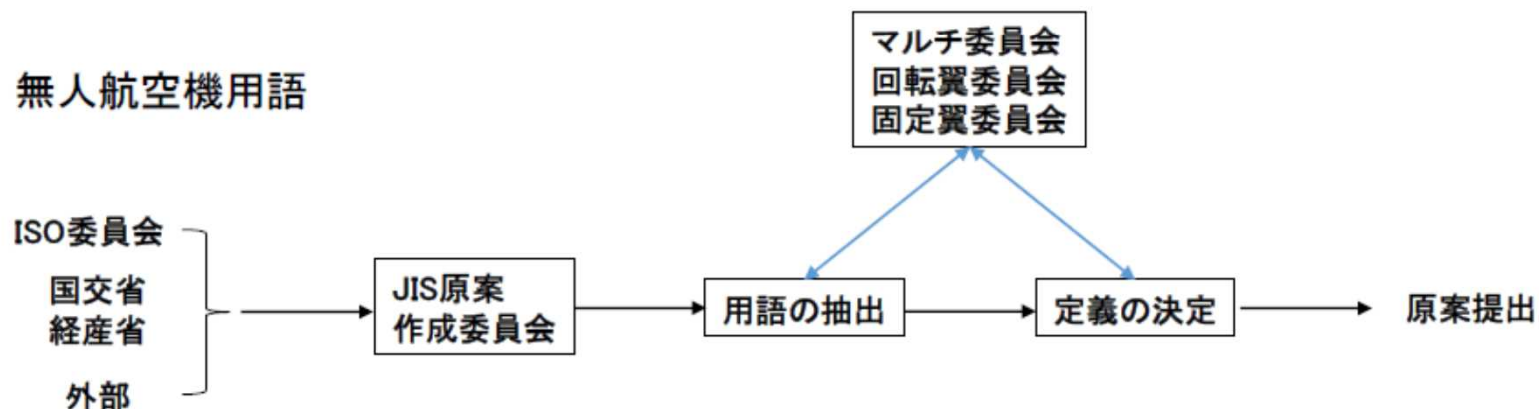 無人航空機用語
マルチ委員会
回転翼委員会
固定翼委員会
ISO委員会
国交省
経産省
外部
JIS原案
作成委員会
用語の抽出
定義の決定
原案提出